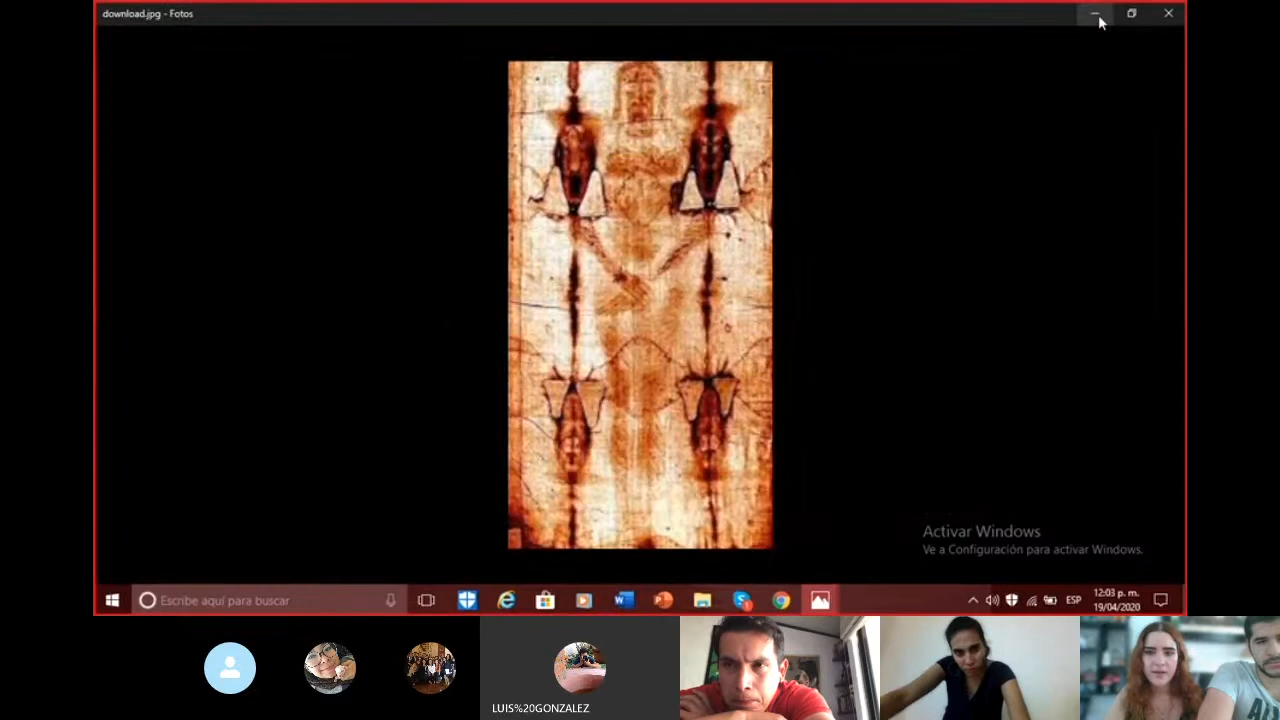 download.jpg - Fotos
Activar Windows
Ve a Configuración para activar Windows.
Escribe aquí para buscar
ESP
12:03 p. m.
19/04/2020
LUIS%20GONZALEZ